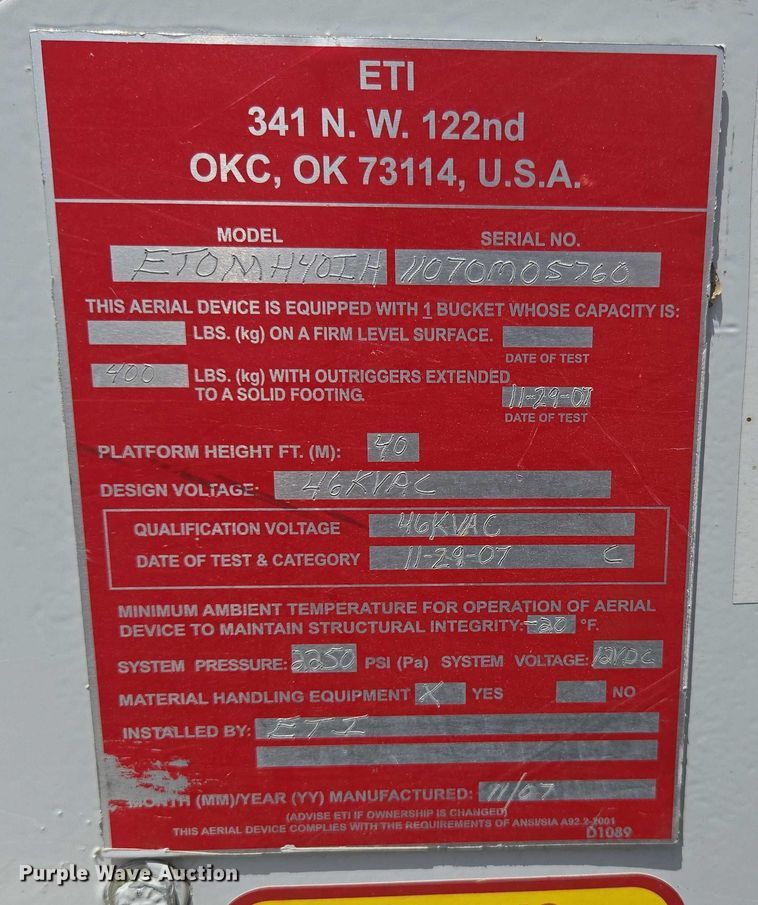 ETI
341 N. W. 122nd
OKC, OK 73114, U.S.A.
MODEL SERIAL NO.
ETOMH40IH 11070M05760
THIS AERIAL DEVICE IS EQUIPPED WITH 1 BUCKET WHOSE CAPACITY IS:
LBS. (kg) ON A FIRM LEVEL SURFACE.
DATE OF TEST
400 LBS. (kg) WITH OUTRIGGERS EXTENDED
TO A SOLID FOOTING. 11-29-07
DATE OF TEST
PLATFORM HEIGHT FT. (M): 40
DESIGN VOLTAGE: 46KVAC
QUALIFICATION VOLTAGE 46KVAC
DATE OF TEST & CATEGORY 11-29-07 C
MINIMUM AMBIENT TEMPERATURE FOR OPERATION OF AERIAL
DEVICE TO MAINTAIN STRUCTURAL INTEGRITY: -20 °F.
SYSTEM PRESSURE: 2250 PSI (Pa) SYSTEM VOLTAGE: 12VDC
MATERIAL HANDLING EQUIPMENT X YES NO
INSTALLED BY: ETI
MONTH (MM)/YEAR (YY) MANUFACTURED: 11/07
(ADVISE ETI IF OWNERSHIP IS CHANGED)
THIS AERIAL DEVICE COMPLIES WITH THE REQUIREMENTS OF ANSI/SIA A92.2-2001
D1089
Purple Wave Auction